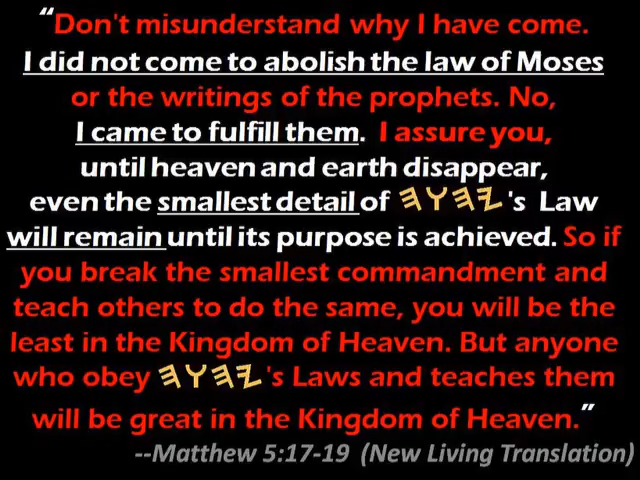 “Don't misunderstand why I have come.
I did not come to abolish the law of Moses
or the writings of the prophets. No,
I came to fulfill them. I assure you,
until heaven and earth disappear,
even the smallest detail of 𐤉𐤄𐤅𐤄's Law
will remain until its purpose is achieved. So if
you break the smallest commandment and
teach others to do the same, you will be the
least in the Kingdom of Heaven. But anyone
who obey 𐤉𐤄𐤅𐤄's Laws and teaches them
will be great in the Kingdom of Heaven.”
--Matthew 5:17-19 (New Living Translation)